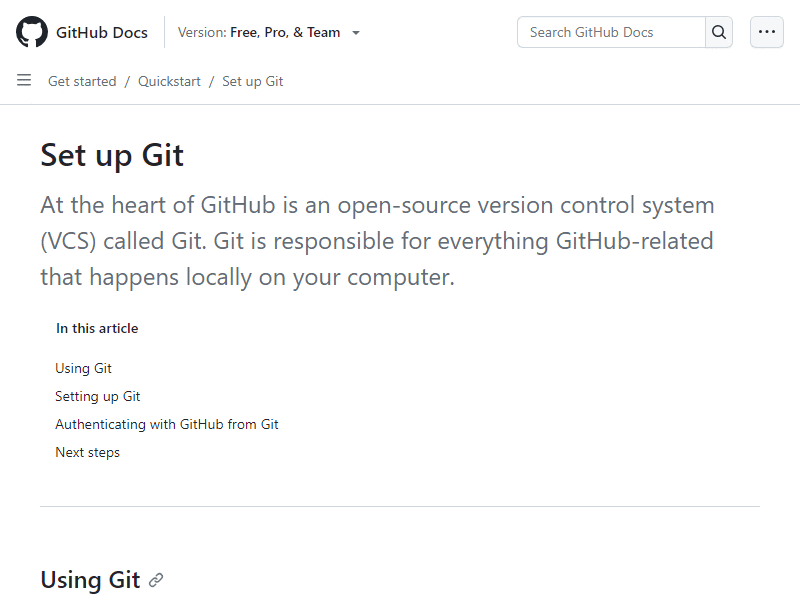 GitHub Docs
Version: Free, Pro, & Team
Search GitHub Docs
Get started / Quickstart / Set up Git
Set up Git
At the heart of GitHub is an open-source version control system
(VCS) called Git. Git is responsible for everything GitHub-related
that happens locally on your computer.
In this article
Using Git
Setting up Git
Authenticating with GitHub from Git
Next steps
Using Git